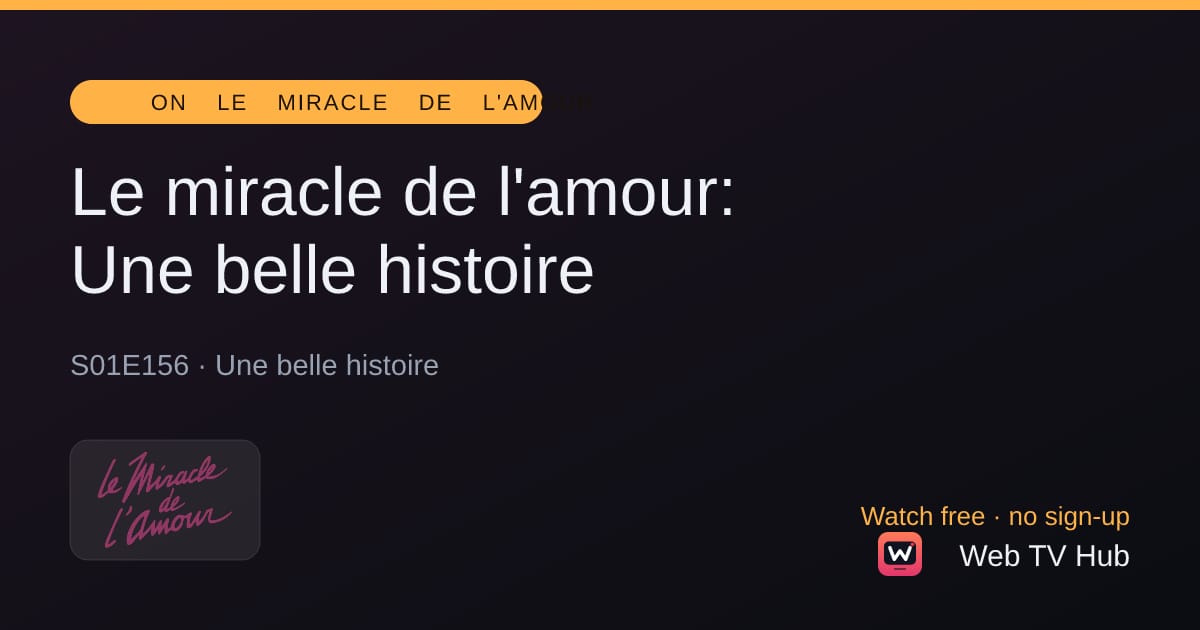 ON LE MIRACLE DE L'AMOUR
Le miracle de l'amour:
Une belle histoire
S01E156 · Une belle histoire
Le Miracle
de
l'Amour
Watch free · no sign-up
W
Web TV Hub